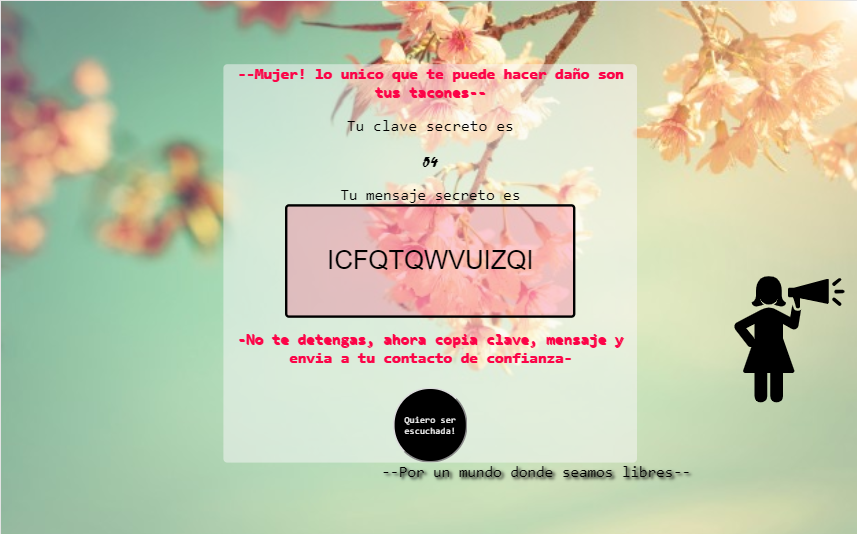 --Mujer! lo unico que te puede hacer daño son
tus tacones--
Tu clave secreto es
54
Tu mensaje secreto es
ICFQTQWVUIZQI
-No te detengas, ahora copia clave, mensaje y
envia a tu contacto de confianza-
Quiero ser
escuchada!
--Por un mundo donde seamos libres--